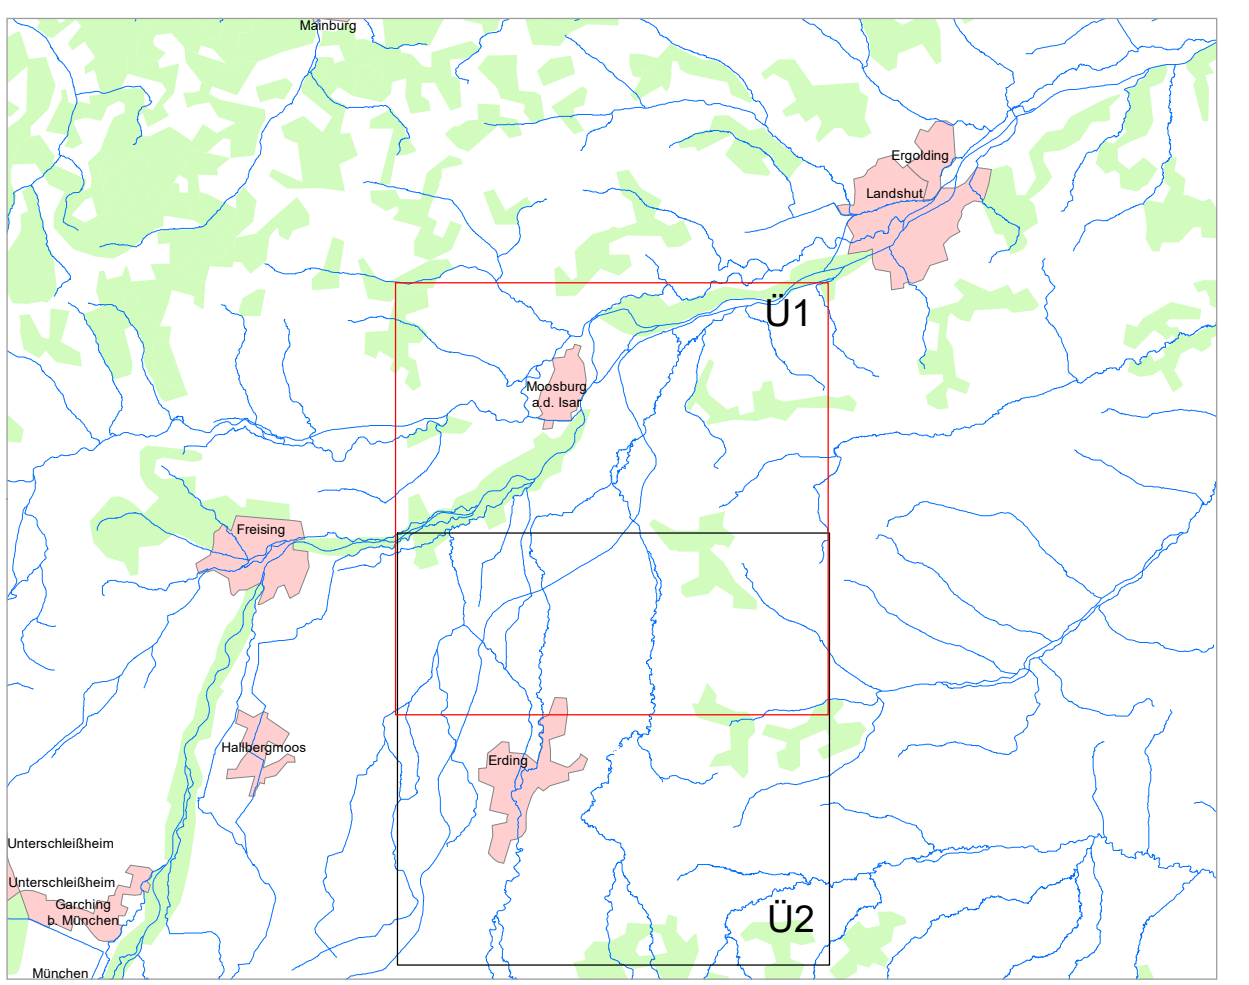 Mainburg
Ergolding
Landshut
Ü1
Moosburg
a.d. Isar
Freising
Hallbergmoos
Erding
Unterschleißheim
Unterschleißheim
Garching
b. München
Ü2
München